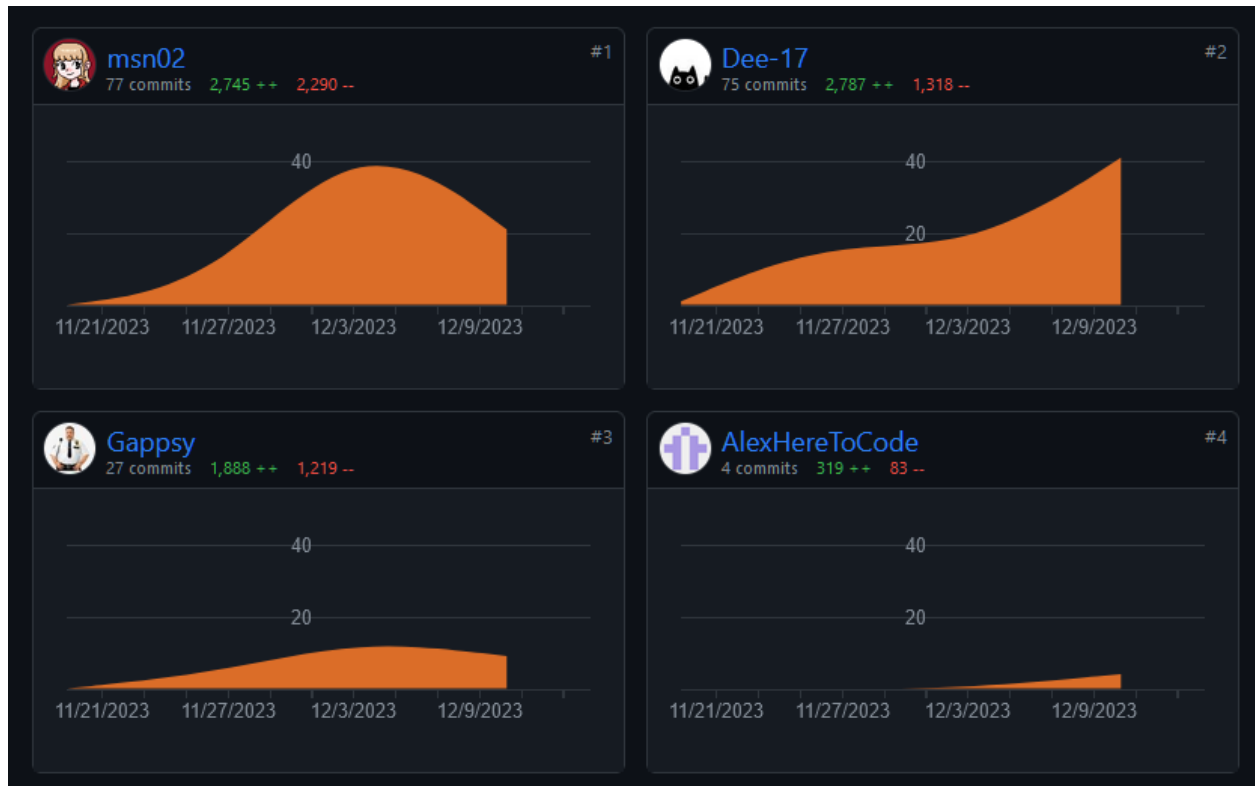 msn02
#1
77 commits 2,745 ++ 2,290 --
40
11/21/2023 11/27/2023 12/3/2023 12/9/2023
Dee-17
#2
75 commits 2,787 ++ 1,318 --
40
20
11/21/2023 11/27/2023 12/3/2023 12/9/2023
Gappsy
#3
27 commits 1,888 ++ 1,219 --
40
20
11/21/2023 11/27/2023 12/3/2023 12/9/2023
AlexHereToCode
#4
4 commits 319 ++ 83 --
40
20
11/21/2023 11/27/2023 12/3/2023 12/9/2023